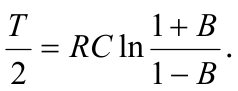 T/2 = RC ln (1 + B)/(1 − B).